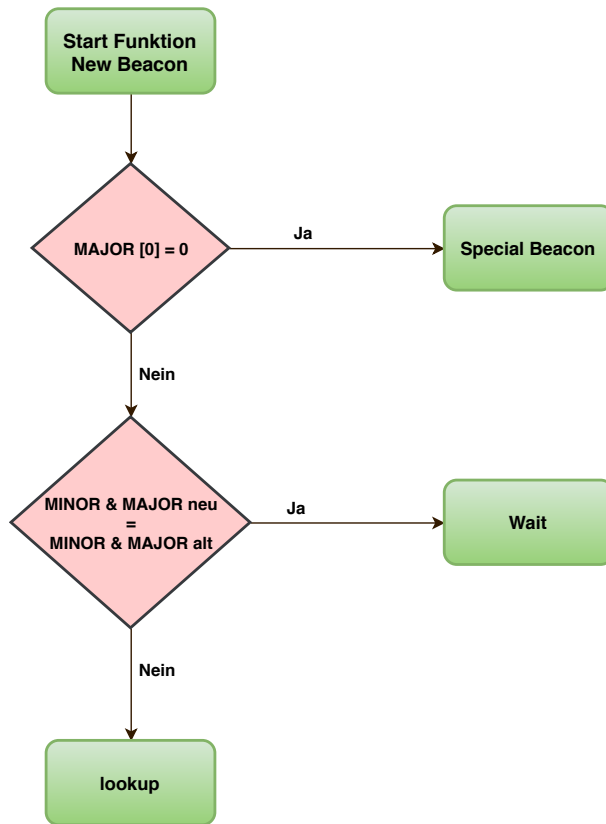 Start Funktion
New Beacon
MAJOR [0] = 0
Ja
Special Beacon
Nein
MINOR & MAJOR neu
=
MINOR & MAJOR alt
Ja
Wait
Nein
lookup